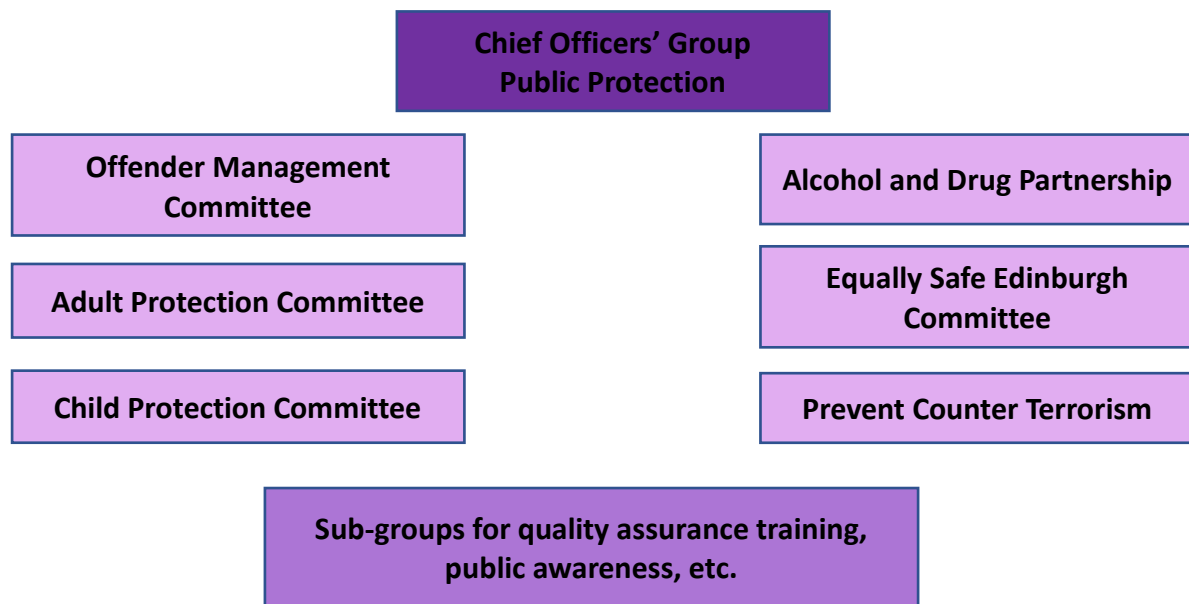 Chief Officers’ Group
Public Protection
Offender Management
Committee
Alcohol and Drug Partnership
Adult Protection Committee
Equally Safe Edinburgh
Committee
Child Protection Committee
Prevent Counter Terrorism
Sub-groups for quality assurance training,
public awareness, etc.